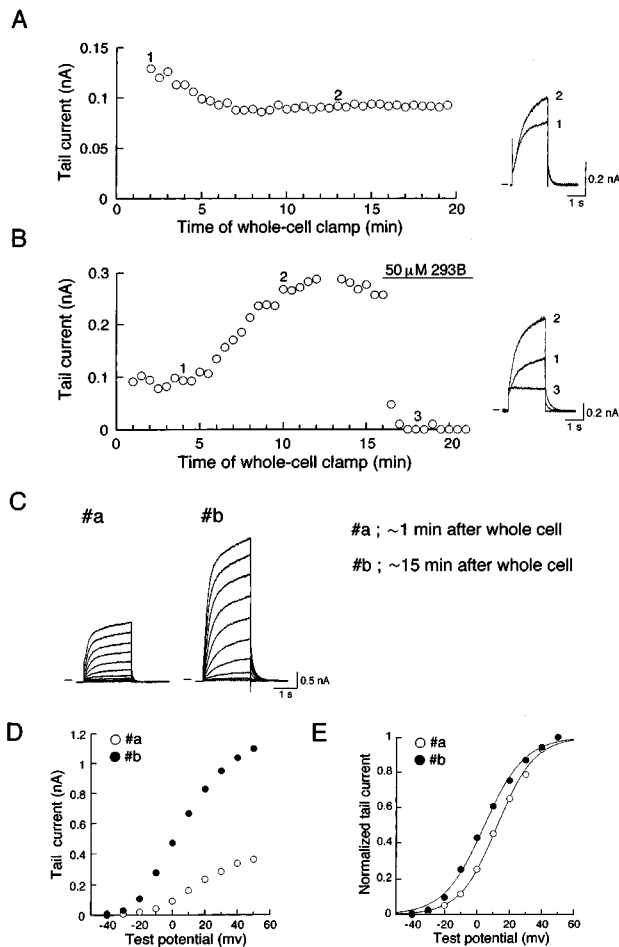 A
0.15
0.1
0.05
0
Tail current (nA)
1
2
0 5 10 15 20
Time of whole-cell clamp (min)
2
1
0.2 nA
1 s
B
0.3
0.2
0.1
0
Tail current (nA)
1
2
3
50 μM 293B
0 5 10 15 20
Time of whole-cell clamp (min)
2
1
3
0.2 nA
1 s
C
#a #b
#a ; ~1 min after whole cell
#b ; ~15 min after whole cell
0.5 nA
1 s
D
#a
#b
1.2
1
0.8
0.6
0.4
0.2
0
Tail current (nA)
-40 -20 0 20 40 60
Test potential (mv)
E
#a
#b
1
0.8
0.6
0.4
0.2
0
Normalized tail current
-40 -20 0 20 40 60
Test potential (mv)